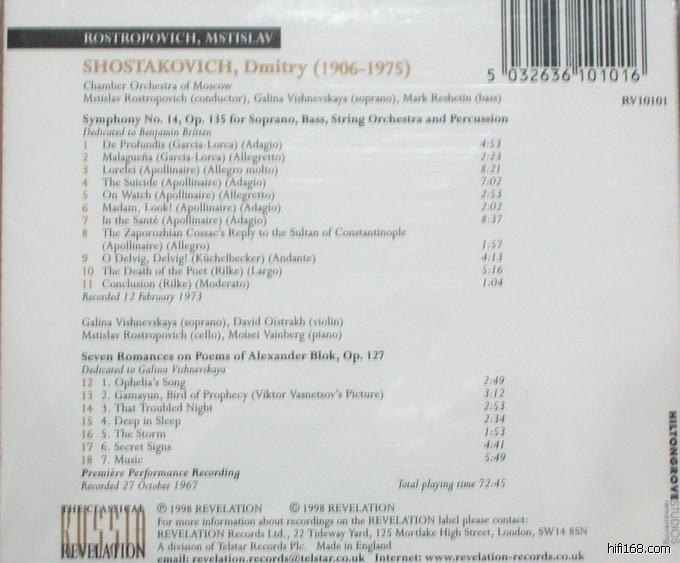 ROSTROPOVICH, MSTISLAV
SHOSTAKOVICH, Dmitry (1906-1975)
5 032636 101016
Chamber Orchestra of Moscow
Mstislav Rostropovich (conductor), Galina Vishnevskaya (soprano), Mark Reshetin (bass)
RV10101
Symphony No. 14, Op. 135 for Soprano, Bass, String Orchestra and Percussion
Dedicated to Benjamin Britten
1 De Profundis (Garcia-Lorca) (Adagio) 4:53
2 Malagueña (Garcia-Lorca) (Allegretto) 2:23
3 Lorelei (Apollinaire) (Allegro molto) 8:21
4 The Suicide (Apollinaire) (Adagio) 7:02
5 On Watch (Apollinaire) (Allegretto) 2:53
6 Madam, Look! (Apollinaire) (Adagio) 2:02
7 In the Santé (Apollinaire) (Adagio) 8:37
8 The Zaporozhian Cossac's Reply to the Sultan of Constantinople
(Apollinaire) (Allegro) 1:57
9 O Delvig, Delvig! (Küchelbecker) (Andante) 4:13
10 The Death of the Poet (Rilke) (Largo) 5:16
11 Conclusion (Rilke) (Moderato) 1:04
Recorded 12 February 1973
Galina Vishnevskaya (soprano), David Oistrakh (violin)
Mstislav Rostropovich (cello), Moisei Vainberg (piano)
Seven Romances on Poems of Alexander Blok, Op. 127
Dedicated to Galina Vishnevskaya
12 1. Ophelia's Song 2:49
13 2. Gamayun, Bird of Prophecy (Viktor Vasnetsov's Picture) 3:12
14 3. That Troubled Night 2:53
15 4. Deep in Sleep 2:34
16 5. The Storm 1:53
17 6. Secret Signs 4:41
18 7. Music 5:49
Première Performance Recording
Recorded 27 October 1967 Total playing time 72:45
THE CLASSICAL
RUSSIA
REVELATION
℗ 1998 REVELATION © 1998 REVELATION
For more information about recordings on the REVELATION label please contact:
REVELATION Records Ltd., 22 Tideway Yard, 125 Mortlake High Street, London, SW14 8SN
A division of Telstar Records Plc. Made in England
email: revelation.records@telstar.co.uk Internet: www.revelation-records.co.uk
HILTONGROVE
STUDIOS
remastering
hifi168.com